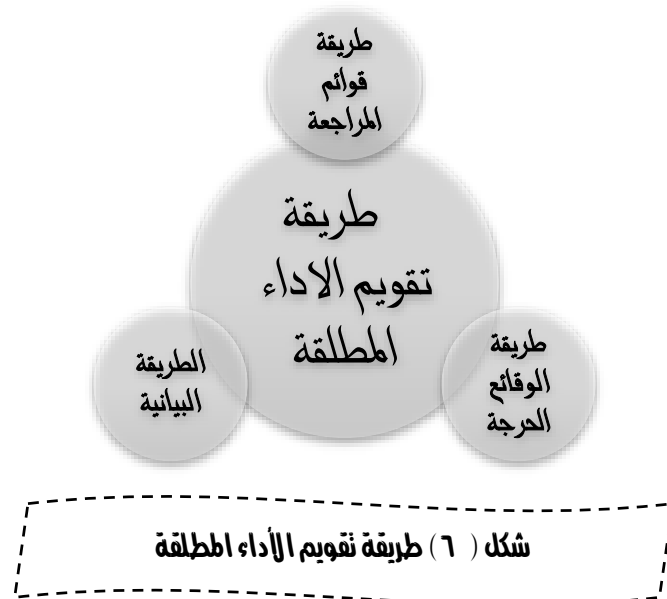 طريقة
قوائم
المراجعة
طريقة
تقويم الاداء
المطلقة
طريقة
الوقائع
الحرجة
الطريقة
البيانية
شكل ( ٦ ) طريقة تقويم الأداء المطلقة